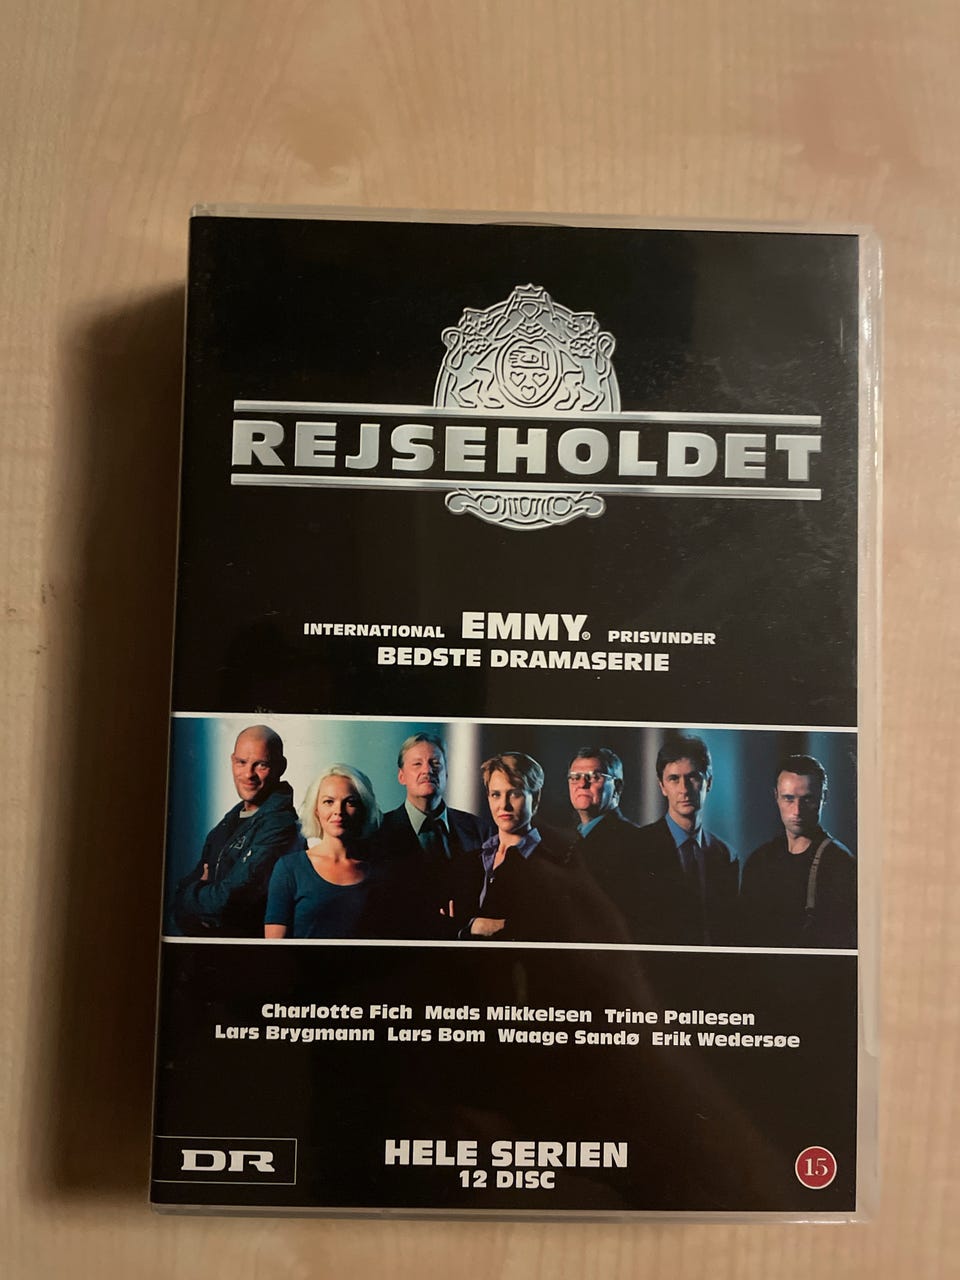 REJSEHOLDET
INTERNATIONAL EMMY® PRISVINDER
BEDSTE DRAMASERIE
Charlotte Fich Mads Mikkelsen Trine Pallesen
Lars Brygmann Lars Bom Waage Sandø Erik Wedersøe
HELE SERIEN
12 DISC
DR
15